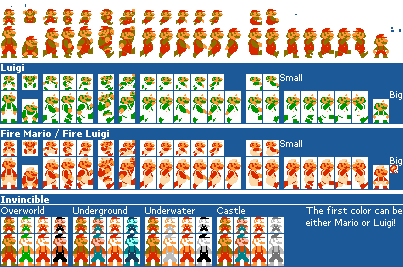 Luigi
Small
Big
Fire Mario / Fire Luigi
Small
Big
Invincible
Overworld Underground Underwater Castle
The first color can be
either Mario or Luigi!